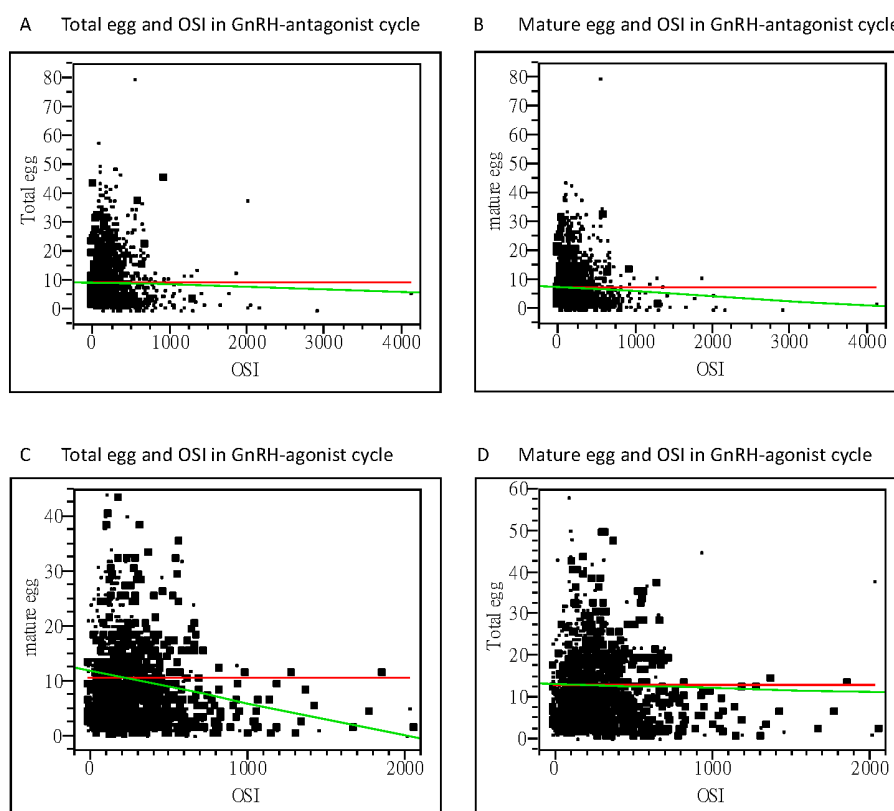 A Total egg and OSI in GnRH-antagonist cycle
80
70
60
50
40
30
20
10
0
Total egg
0 1000 2000 3000 4000
OSI
B Mature egg and OSI in GnRH-antagonist cycle
80
70
60
50
40
30
20
10
0
mature egg
0 1000 2000 3000 4000
OSI
C Total egg and OSI in GnRH-agonist cycle
40
30
20
10
0
mature egg
0 1000 2000
OSI
D Mature egg and OSI in GnRH-agonist cycle
60
50
40
30
20
10
0
Total egg
0 1000 2000
OSI